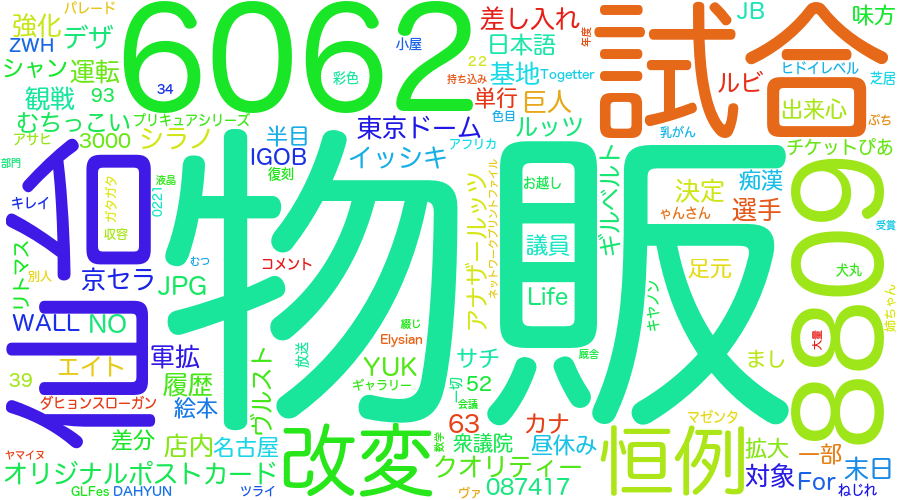 パレード
強化
ZWH
デザ
シャン
運転
観戦
93
むちっこい
プリキュアシリーズ
アサヒ
3000
シラノ
部門
6062
34
小屋
彩色
差し入れ
日本語
22
持ち込み
基地
Togetter
単行
巨人
色目
ルッツ
東京ドーム
アフリカ
年度
試合
JB
味方
ヒドイレベル
芝居
ルビ
出来心
ぷち
乳がん
チケットぴあ
半目
IGOB
復刻
イッシキ
キレイ
仙台
ガタガタ
収容
液晶
0221
むつ
物販
お越し
議員
Life
アナザールッツ
ネットワークプリントファイル
ギルベルト
決定
痴漢
ゃんさん
選手
8809
受賞
足元
犬丸
キヤノン
姉ちゃん
大量
リトマス
別人
京セラ
コメント
JPG
WALL
NO
綴じ
Elysian
放送
軍拡
エイト
YUK
サチ
厩舎
まし
39
履歴
ヴルスト
ギャラリー
一切
52
ダヒョンスローガン
絵本
会議
63
カナ
マゼンタ
差分
店内
名古屋
改変
衆議院
昼休み
恒例
拡大
一部
ヤマイヌ
オリジナルポストカード
クオリティー
対象
For
末日
GLFes
DAHYUN
ツライ
ヴァ
087417
ねじれ